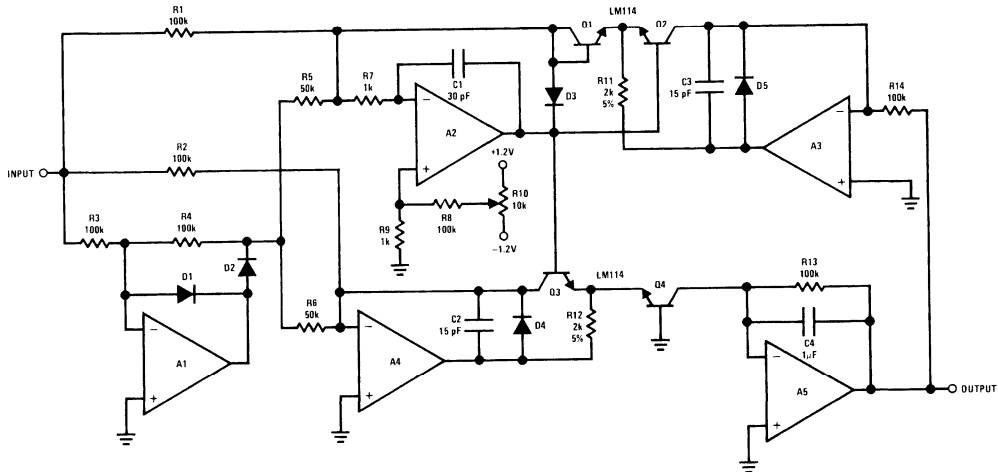 R1
100k
LM114
Q1
Q2
R5
50k
R7
1k
C1
30 pF
A2
D3
R11
2k
5%
C3
15 pF
D5
R14
100k
A3
R2
100k
INPUT
+1.2V
R10
10k
R8
100k
R9
1k
-1.2V
R3
100k
R4
100k
D1
D2
A1
R6
50k
A4
C2
15 pF
D4
Q3
LM114
R12
2k
5%
Q4
R13
100k
C4
1µF
A5
OUTPUT
-
+
-
+
-
+
-
+
-
+